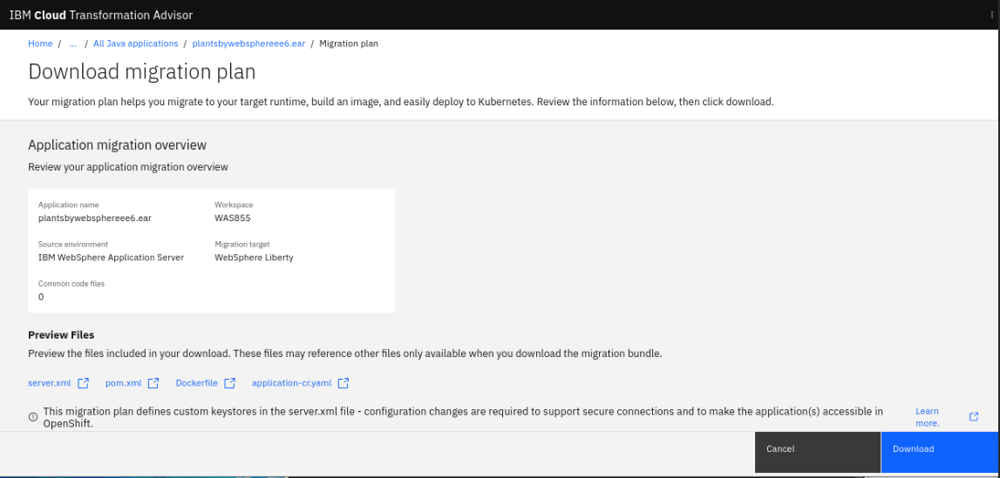 IBM Cloud Transformation Advisor
Home / ... / All Java applications / plantsbywebsphereee6.ear / Migration plan
Download migration plan
Your migration plan helps you migrate to your target runtime, build an image, and easily deploy to Kubernetes. Review the information below, then click download.
Application migration overview
Review your application migration overview
Application name
plantsbywebsphereee6.ear
Workspace
WAS855
Source environment
IBM WebSphere Application Server
Migration target
WebSphere Liberty
Common code files
0
Preview Files
Preview the files included in your download. These files may reference other files only available when you download the migration bundle.
server.xml pom.xml Dockerfile application-cr.yaml
This migration plan defines custom keystores in the server.xml file - configuration changes are required to support secure connections and to make the application(s) accessible in
OpenShift.
Learn
more.
Cancel Download